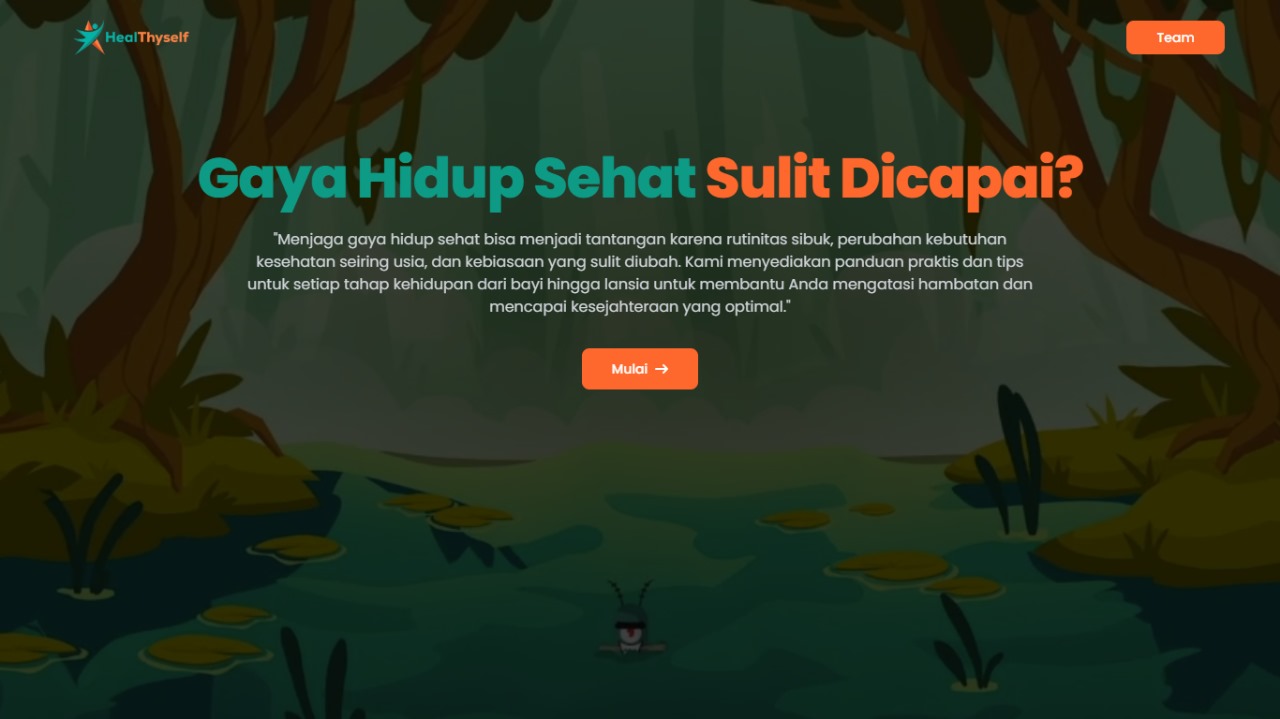 HealThyself
Team
Gaya Hidup Sehat Sulit Dicapai?
"Menjaga gaya hidup sehat bisa menjadi tantangan karena rutinitas sibuk, perubahan kebutuhan
kesehatan seiring usia, dan kebiasaan yang sulit diubah. Kami menyediakan panduan praktis dan tips
untuk setiap tahap kehidupan dari bayi hingga lansia untuk membantu Anda mengatasi hambatan dan
mencapai kesejahteraan yang optimal."
Mulai →